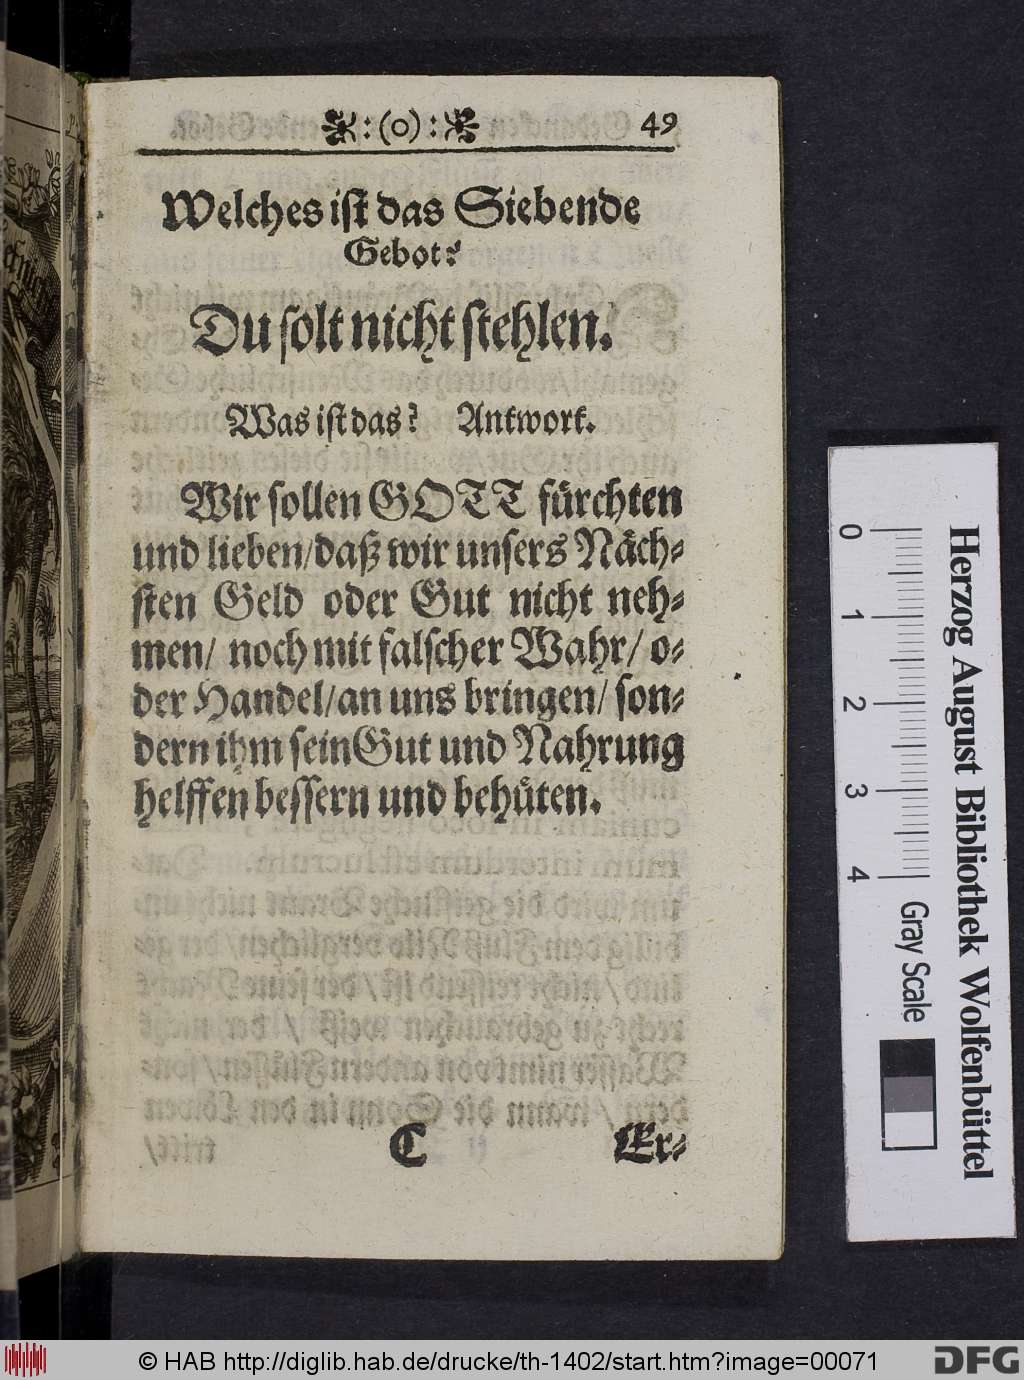 :(o): 49
Welches ist das Siebende
Gebot?
Du solt nicht stehlen.
Was ist das? Antwort.
Wir sollen GOTT fürchten
und lieben/daß wir unsers Näch-
sten Geld oder Gut nicht neh-
men/ noch mit falscher Wahr/ o-
der Handel/an uns bringen/ son-
dern ihm sein Gut und Nahrung
helffen bessern und behüten.
C Er-
0 1 2 3 4 Gray Scale
Herzog August Bibliothek Wolfenbüttel
© HAB http://diglib.hab.de/drucke/th-1402/start.htm?image=00071
DFG